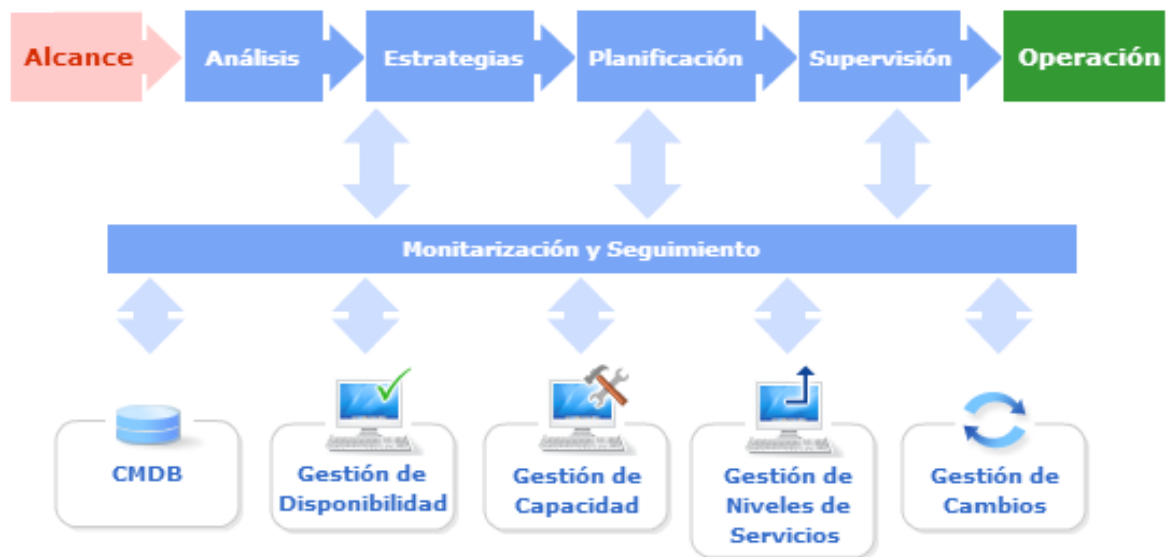 Alcance
Análisis
Estrategias
Planificación
Supervisión
Operación
Monitarización y Seguimiento
CMDB
Gestión de
Disponibilidad
Gestión de
Capacidad
Gestión de
Niveles de
Servicios
Gestión de
Cambios